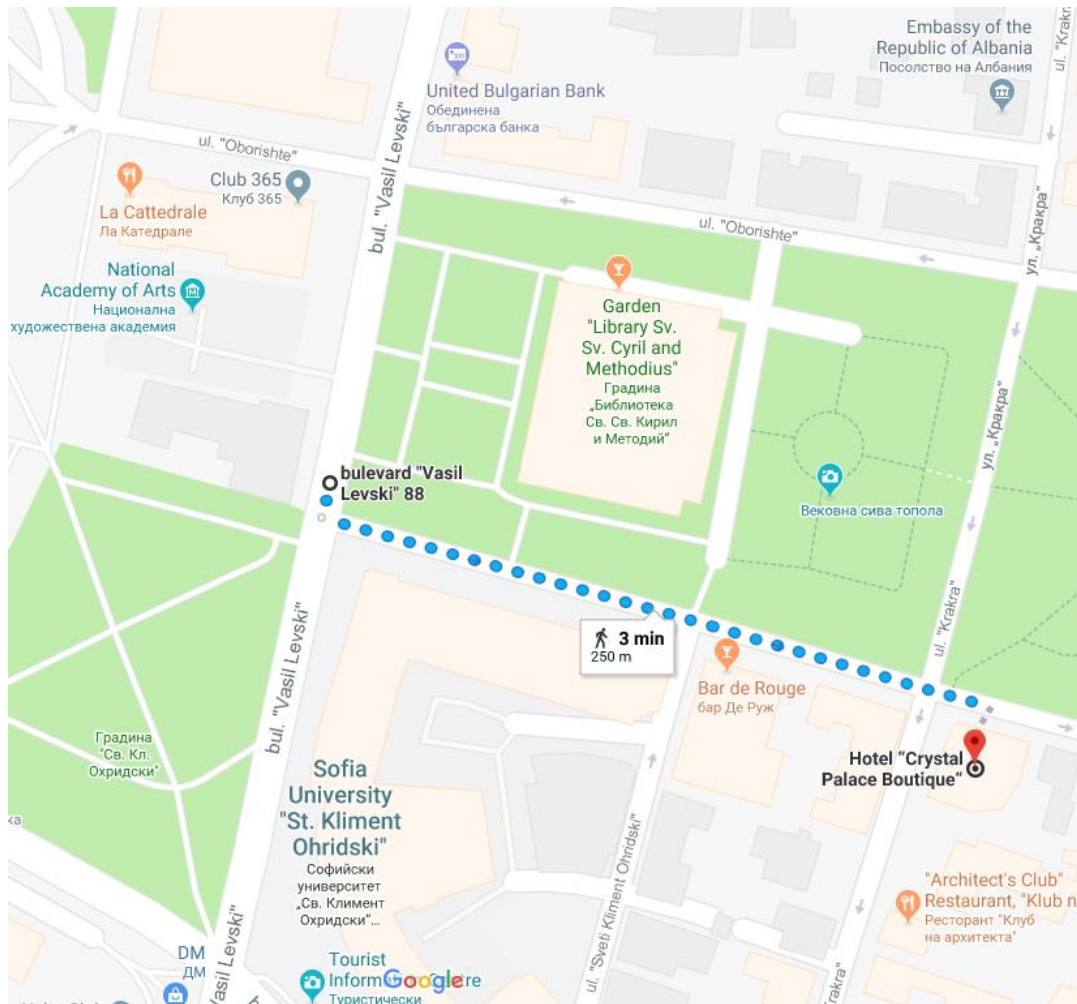 Embassy of the
Republic of Albania
Посолство на Албания
ul. "Krakra"
United Bulgarian Bank
Обединена
българска банка
ul. "Oborishte"
bul. "Vasil Levski"
Club 365
Клуб 365
La Cattedrale
Ла Катедрале
ul. "Oborishte"
ул. „Кракра"
National
Academy of Arts
Национална
художествена академия
Garden
"Library Sv.
Sv. Cyril and
Methodius"
Градина
„Библиотека
Св. Св. Кирил
и Методий"
ул. „Кракра"
bulevard "Vasil
Levski" 88
Вековна сива топола
ul. "Krakra"
3 min
250 m
bul. "Vasil Levski"
Bar de Rouge
бар Де Руж
Градина
"Св. Кл.
Охридски"
Hotel "Crystal
Palace Boutique"
Sofia
University
"St. Kliment
Ohridski"
Софийски
университет
„Св. Климент
Охридски"...
ul. "Sveti Kliment Ohridski"
"Architect's Club"
Restaurant, "Klub n
Ресторант "Клуб
на архитекта"
DM
ДМ
Vasil Levski"
Tourist
Google
Туристически
Krakra"